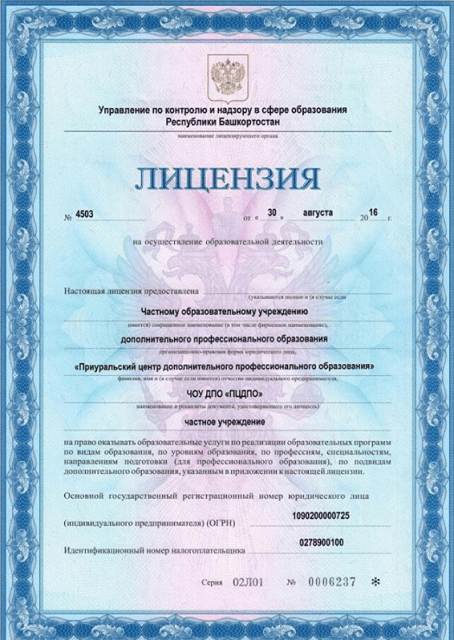 Управление по контролю и надзору в сфере образования
Республики Башкортостан
наименование лицензирующего органа
ЛИЦЕНЗИЯ
№ 4503 от « 30 » августа 20 16 г.
на осуществление образовательной деятельности
Настоящая лицензия предоставлена
(указываются полное и (в случае если
Частному образовательному учреждению
имеется) сокращенное наименование (в том числе фирменное наименование),
дополнительного профессионального образования
организационно-правовая форма юридического лица,
«Приуральский центр дополнительного профессионального образования»
фамилия, имя и (в случае если имеется) отчество индивидуального предпринимателя,
ЧОУ ДПО «ПЦДПО»
наименование и реквизиты документа, удостоверяющего его личность)
частное учреждение
на право оказывать образовательные услуги по реализации образовательных программ
по видам образования, по уровням образования, по профессиям, специальностям,
направлениям подготовки (для профессионального образования), по подвидам
дополнительного образования, указанным в приложении к настоящей лицензии.
Основной государственный регистрационный номер юридического лица
(индивидуального предпринимателя) (ОГРН) 1090200000725
Идентификационный номер налогоплательщика 0278900100
Серия 02Л01 № 0006237 *